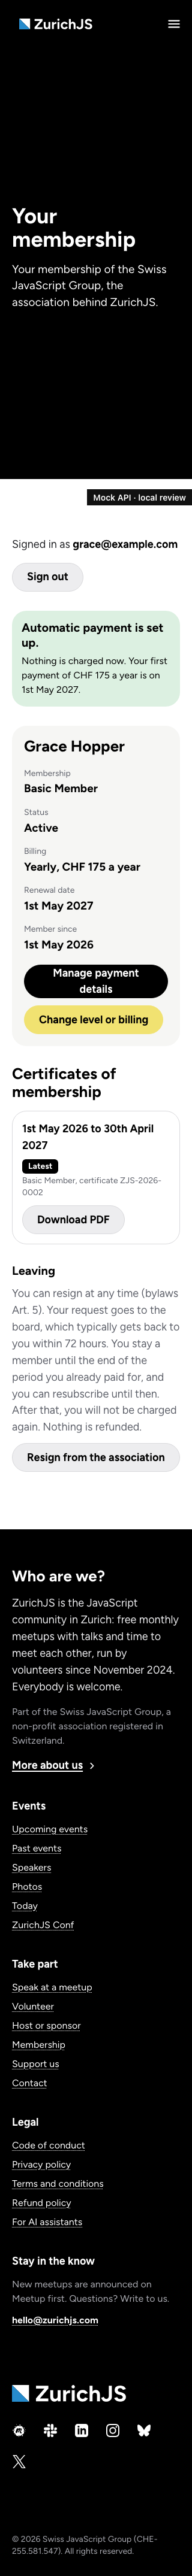 ZurichJS
Your
membership
Your membership of the Swiss
JavaScript Group, the
association behind ZurichJS.
Mock API · local review
Signed in as grace@example.com
Sign out
Automatic payment is set
up.
Nothing is charged now. Your first
payment of CHF 175 a year is on
1st May 2027.
Grace Hopper
Membership
Basic Member
Status
Active
Billing
Yearly, CHF 175 a year
Renewal date
1st May 2027
Member since
1st May 2026
Manage payment
details
Change level or billing
Certificates of
membership
1st May 2026 to 30th April
2027
Latest
Basic Member, certificate ZJS-2026-
0002
Download PDF
Leaving
You can resign at any time (bylaws
Art. 5). Your request goes to the
board, which typically gets back to
you within 72 hours. You stay a
member until the end of the
period you already paid for, and
you can resubscribe until then.
After that, you will not be charged
again. Nothing is refunded.
Resign from the association
Who are we?
ZurichJS is the JavaScript
community in Zurich: free monthly
meetups with talks and time to
meet each other, run by
volunteers since November 2024.
Everybody is welcome.
Part of the Swiss JavaScript Group, a
non-profit association registered in
Switzerland.
More about us
Events
Upcoming events
Past events
Speakers
Photos
Today
ZurichJS Conf
Take part
Speak at a meetup
Volunteer
Host or sponsor
Membership
Support us
Contact
Legal
Code of conduct
Privacy policy
Terms and conditions
Refund policy
For AI assistants
Stay in the know
New meetups are announced on
Meetup first. Questions? Write to us.
hello@zurichjs.com
ZurichJS
© 2026 Swiss JavaScript Group (CHE-
255.581.547). All rights reserved.